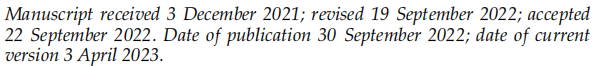 Manuscript received 3 December 2021; revised 19 September 2022; accepted
22 September 2022. Date of publication 30 September 2022; date of current
version 3 April 2023.